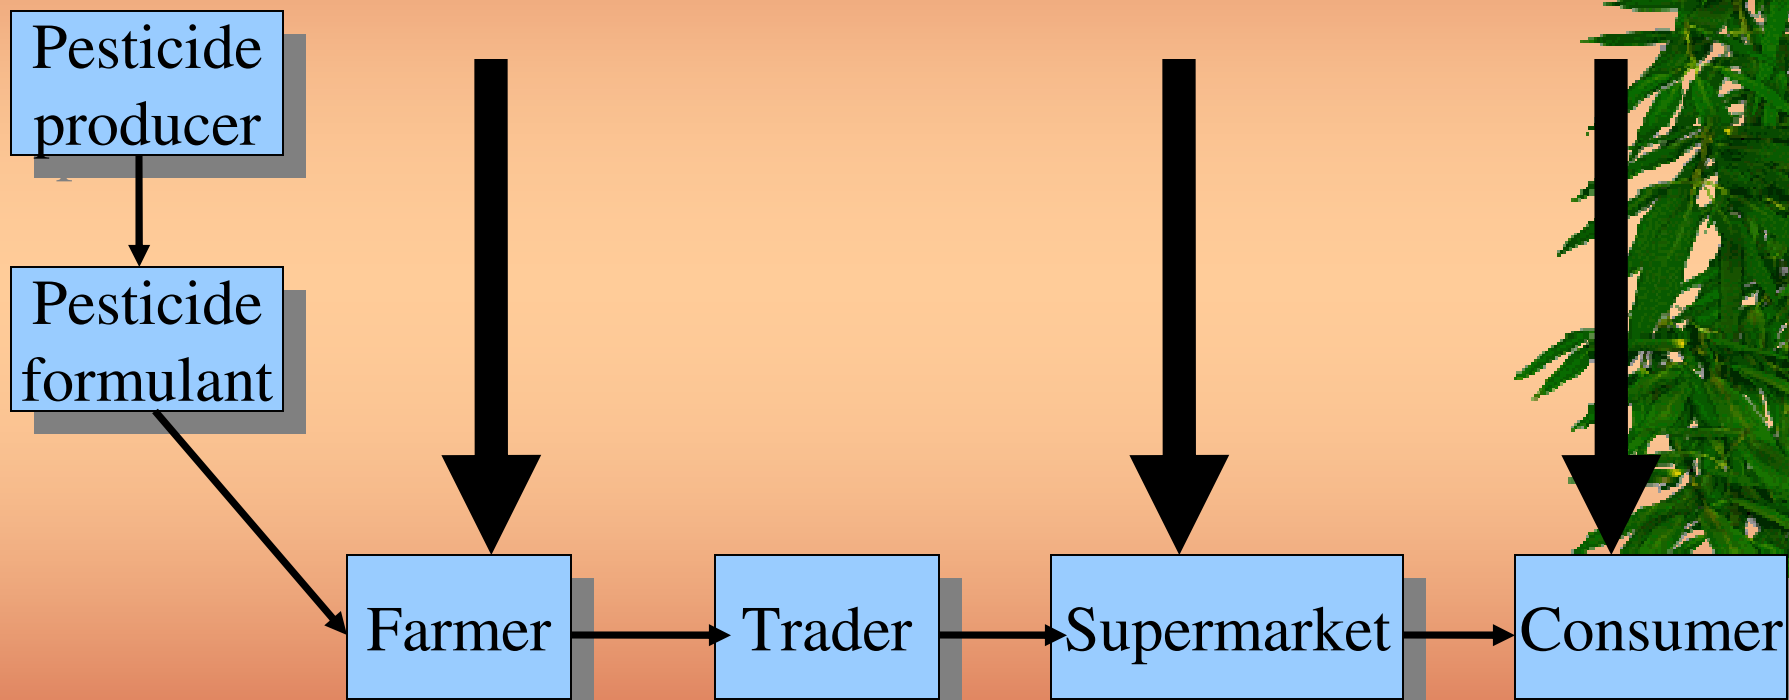 Pesticide
producer
Pesticide
formulant
Farmer
Trader
Supermarket
Consumer